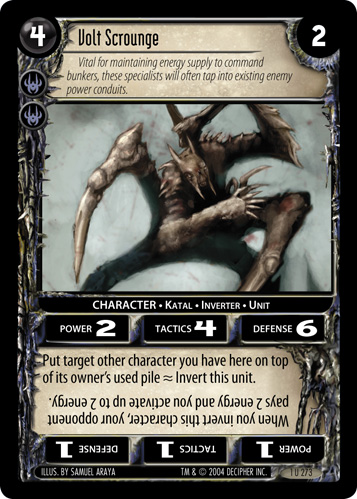 4 Volt Scrounge 2
Vital for maintaining energy supply to command
bunkers, these specialists will often tap into existing enemy
power conduits.
CHARACTER • KATAL • INVERTER • UNIT
POWER 2 TACTICS 4 DEFENSE 6
Put target other character you have here on top
of its owner's used pile ≈ Invert this unit.
When you invert this character, your opponent
pays 2 energy and you activate up to 2 energy.
POWER 1 TACTICS 1 DEFENSE 1
ILLUS. BY SAMUEL ARAYA TM & © 2004 DECIPHER INC. 1 U 273